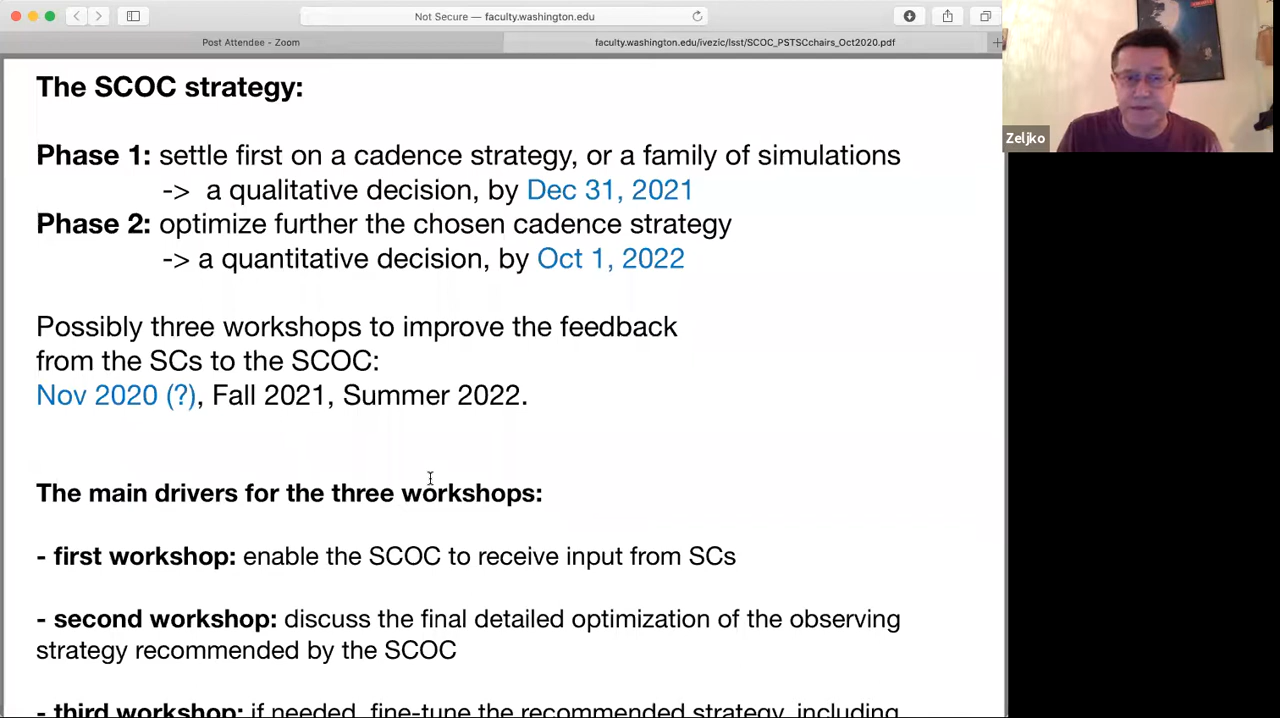 Not Secure — faculty.washington.edu
Post Attendee - Zoom
faculty.washington.edu/ivezic/lsst/SCOC_PSTSCchairs_Oct2020.pdf
Zeljko
The SCOC strategy:
Phase 1: settle first on a cadence strategy, or a family of simulations
-> a qualitative decision, by Dec 31, 2021
Phase 2: optimize further the chosen cadence strategy
-> a quantitative decision, by Oct 1, 2022
Possibly three workshops to improve the feedback
from the SCs to the SCOC:
Nov 2020 (?), Fall 2021, Summer 2022.
The main drivers for the three workshops:
- first workshop: enable the SCOC to receive input from SCs
- second workshop: discuss the final detailed optimization of the observing
strategy recommended by the SCOC
- third workshop: if needed, fine-tune the recommended strategy, including